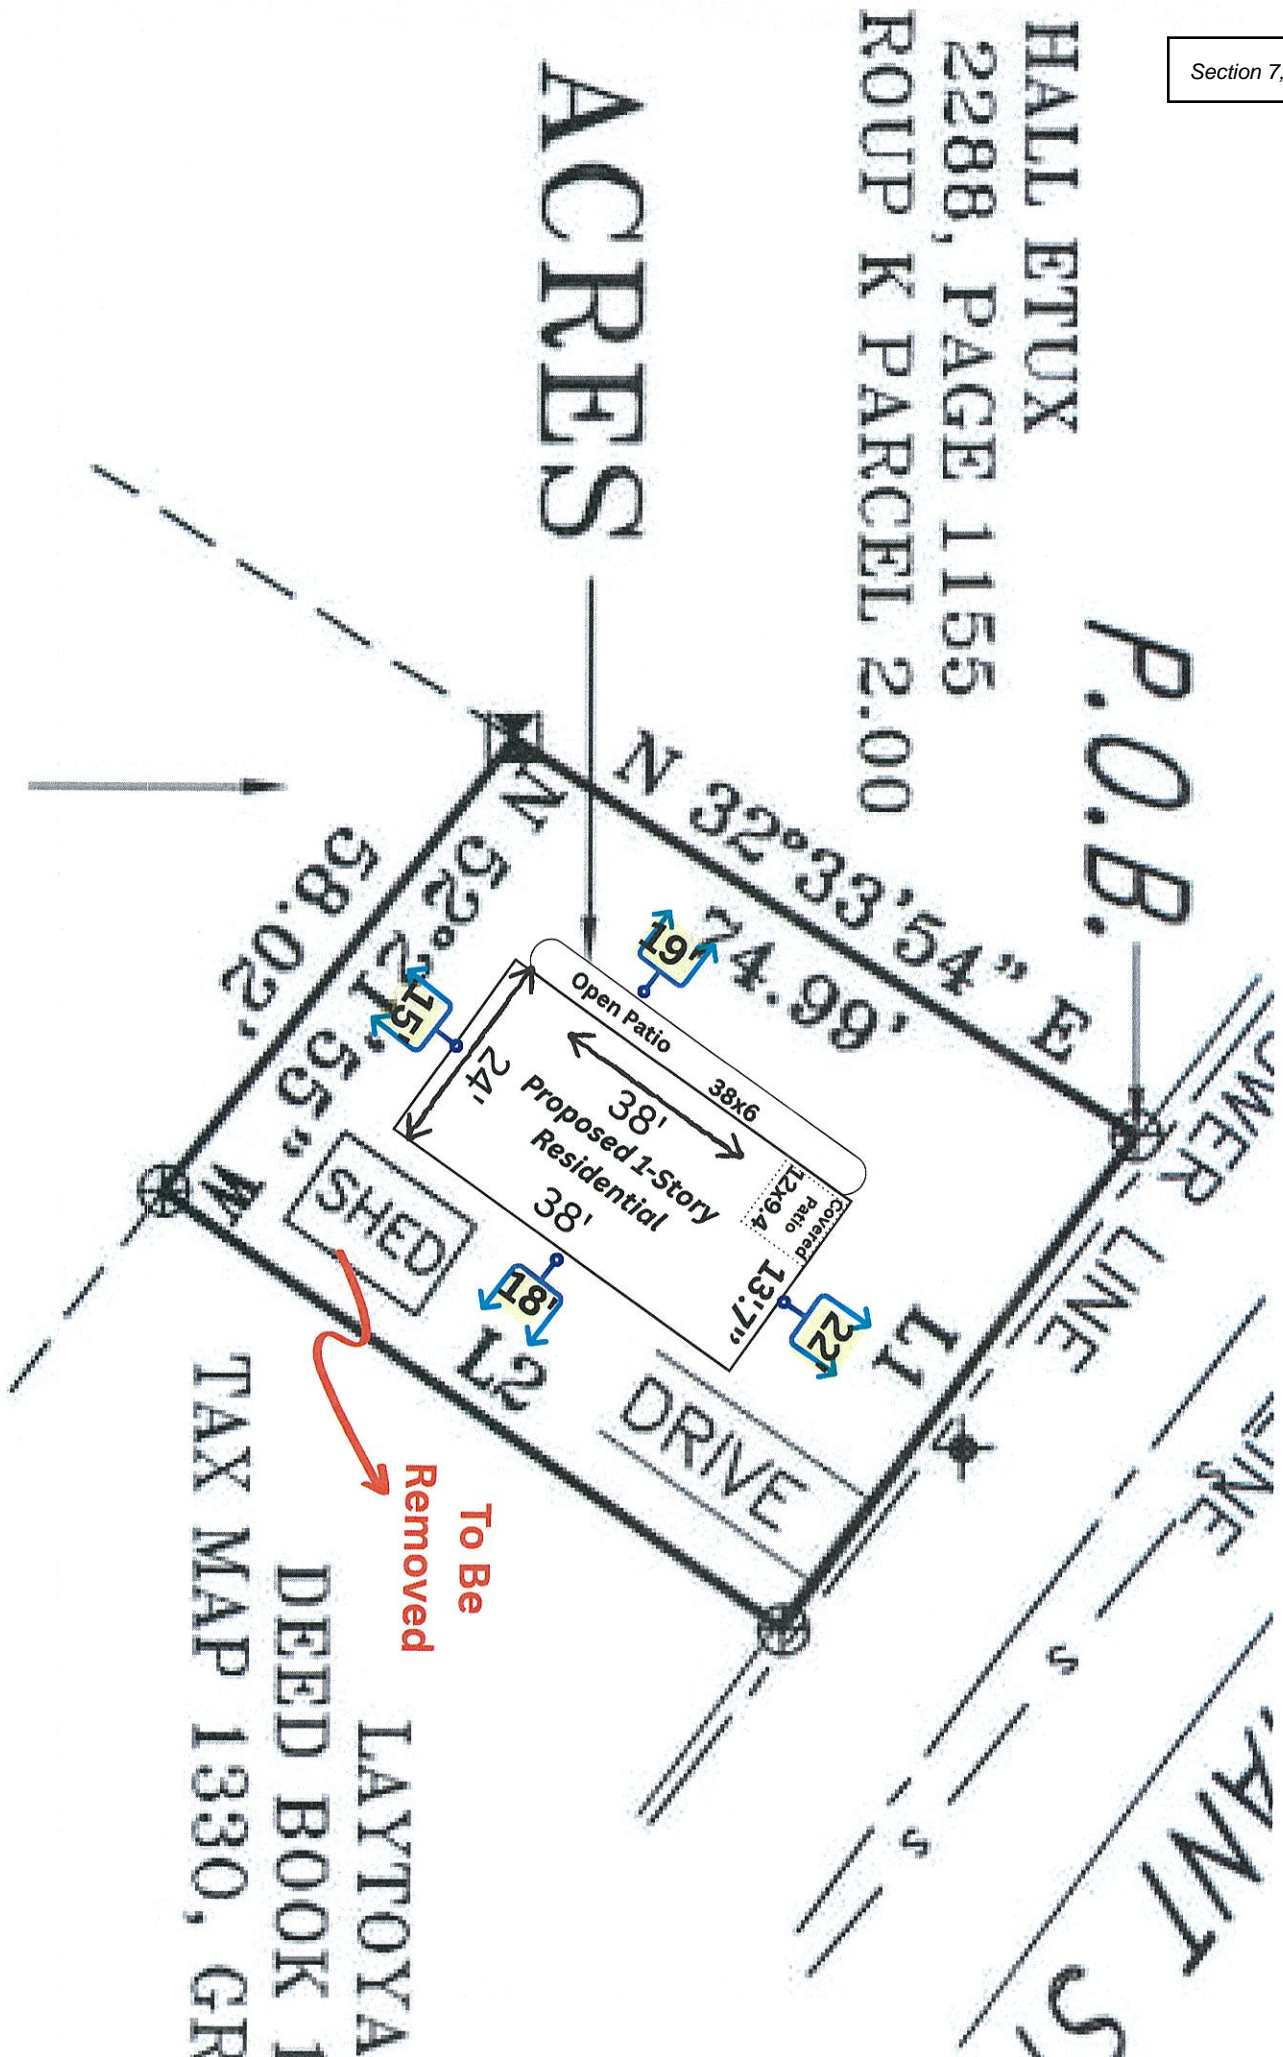 Section 7,
HALL ETUX
2288, PAGE 1155
ROUP K PARCEL 2.00
P.O.B.
ACRES
N 32°33'54" E
74.99'
OWER LINE
INE
N 52°21'55" W
58.02'
19'
15'
18'
22'
Open Patio
38x6
Covered
Patio
12x9.4
13'7"
24'
38'
Proposed 1-Story
Residential
38'
SHED
L1
L2
DRIVE
S
S
S
ANT S
To Be
Removed
LAYTOYA
DEED BOOK 1
TAX MAP 1330, GR